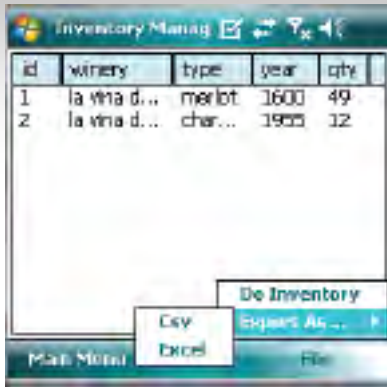 Inventory Manag
id winery type year qty
1 la vina d... merlot 1600 49
2 la vina d... char... 1955 12
Do Inventory
Export As ...
Csv
Excel
Main Menu File